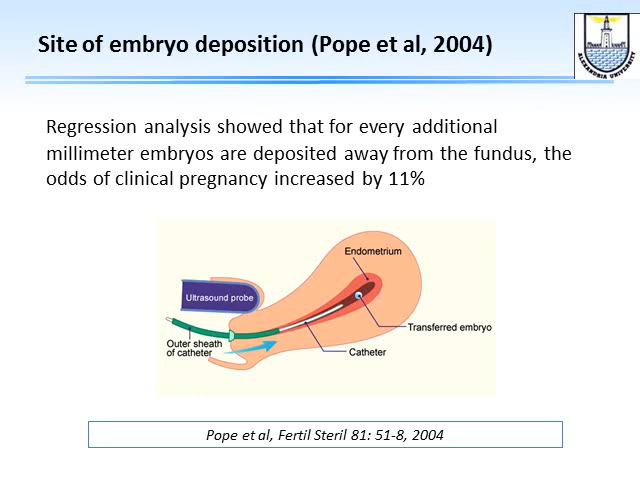 Site of embryo deposition (Pope et al, 2004)
ALEXANDRIA UNIVERSITY
Regression analysis showed that for every additional
millimeter embryos are deposited away from the fundus, the
odds of clinical pregnancy increased by 11%
Endometrium
Ultrasound probe
Transferred embryo
Outer sheath
of catheter
Catheter
Pope et al, Fertil Steril 81: 51-8, 2004